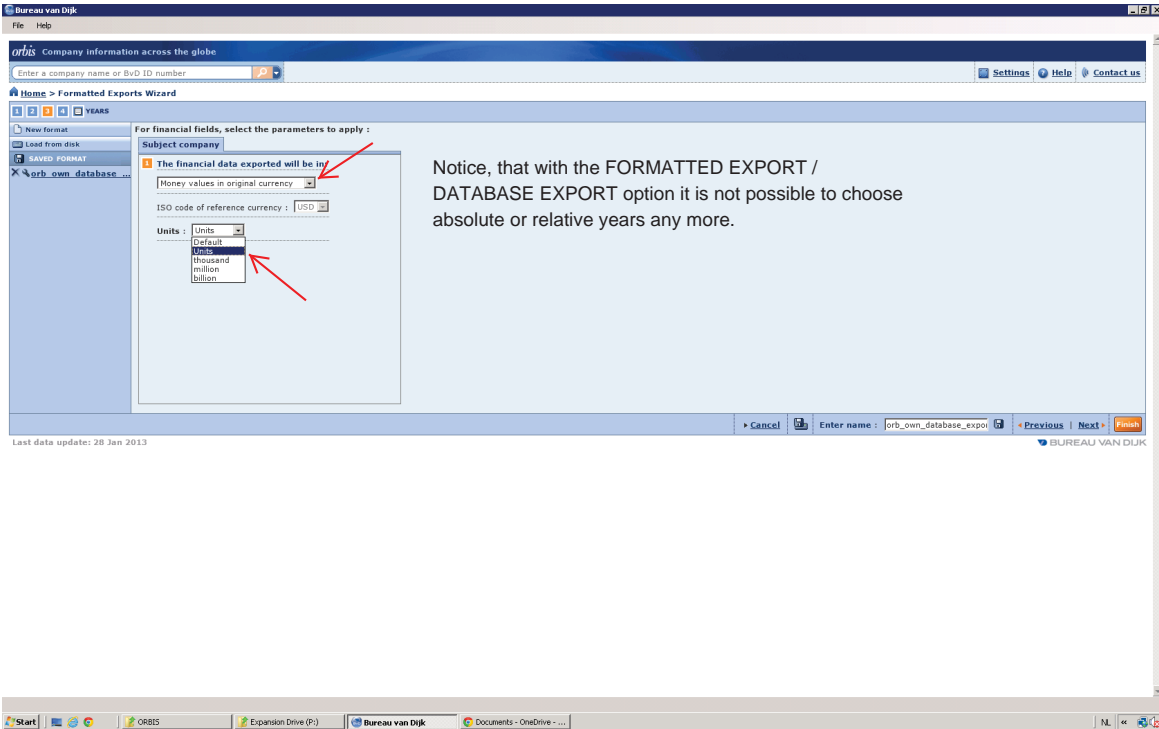 Bureau van Dijk
File Help
orbis Company information across the globe
Enter a company name or BvD ID number
Settings Help Contact us
Home > Formatted Exports Wizard
1 2 3 4 YEARS
New format
Load from disk
SAVED FORMAT
orb_own_database_...
For financial fields, select the parameters to apply :
Subject company
1 The financial data exported will be in:
Money values in original currency
ISO code of reference currency : USD
Units : Units
Default
Units
thousand
million
billion
Notice, that with the FORMATTED EXPORT /
DATABASE EXPORT option it is not possible to choose
absolute or relative years any more.
Cancel Enter name : orb_own_database_expor Previous | Next Finish
Last data update: 28 Jan 2013
BUREAU VAN DIJK
Start ORBIS Expansion Drive (P:) Bureau van Dijk Documents - OneDrive - ... NL «